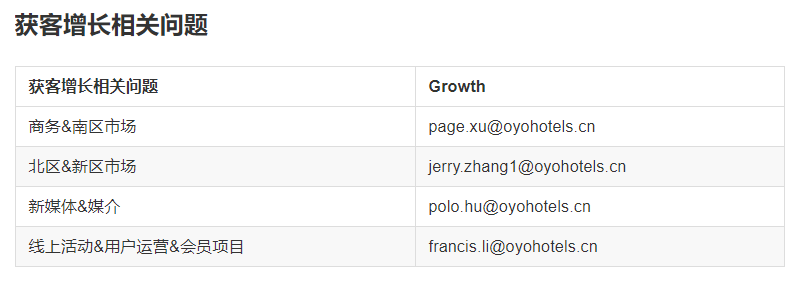 获客增长相关问题
获客增长相关问题 Growth
商务&南区市场 page.xu@oyohotels.cn
北区&新区市场 jerry.zhang1@oyohotels.cn
新媒体&媒介 polo.hu@oyohotels.cn
线上活动&用户运营&会员项目 francis.li@oyohotels.cn